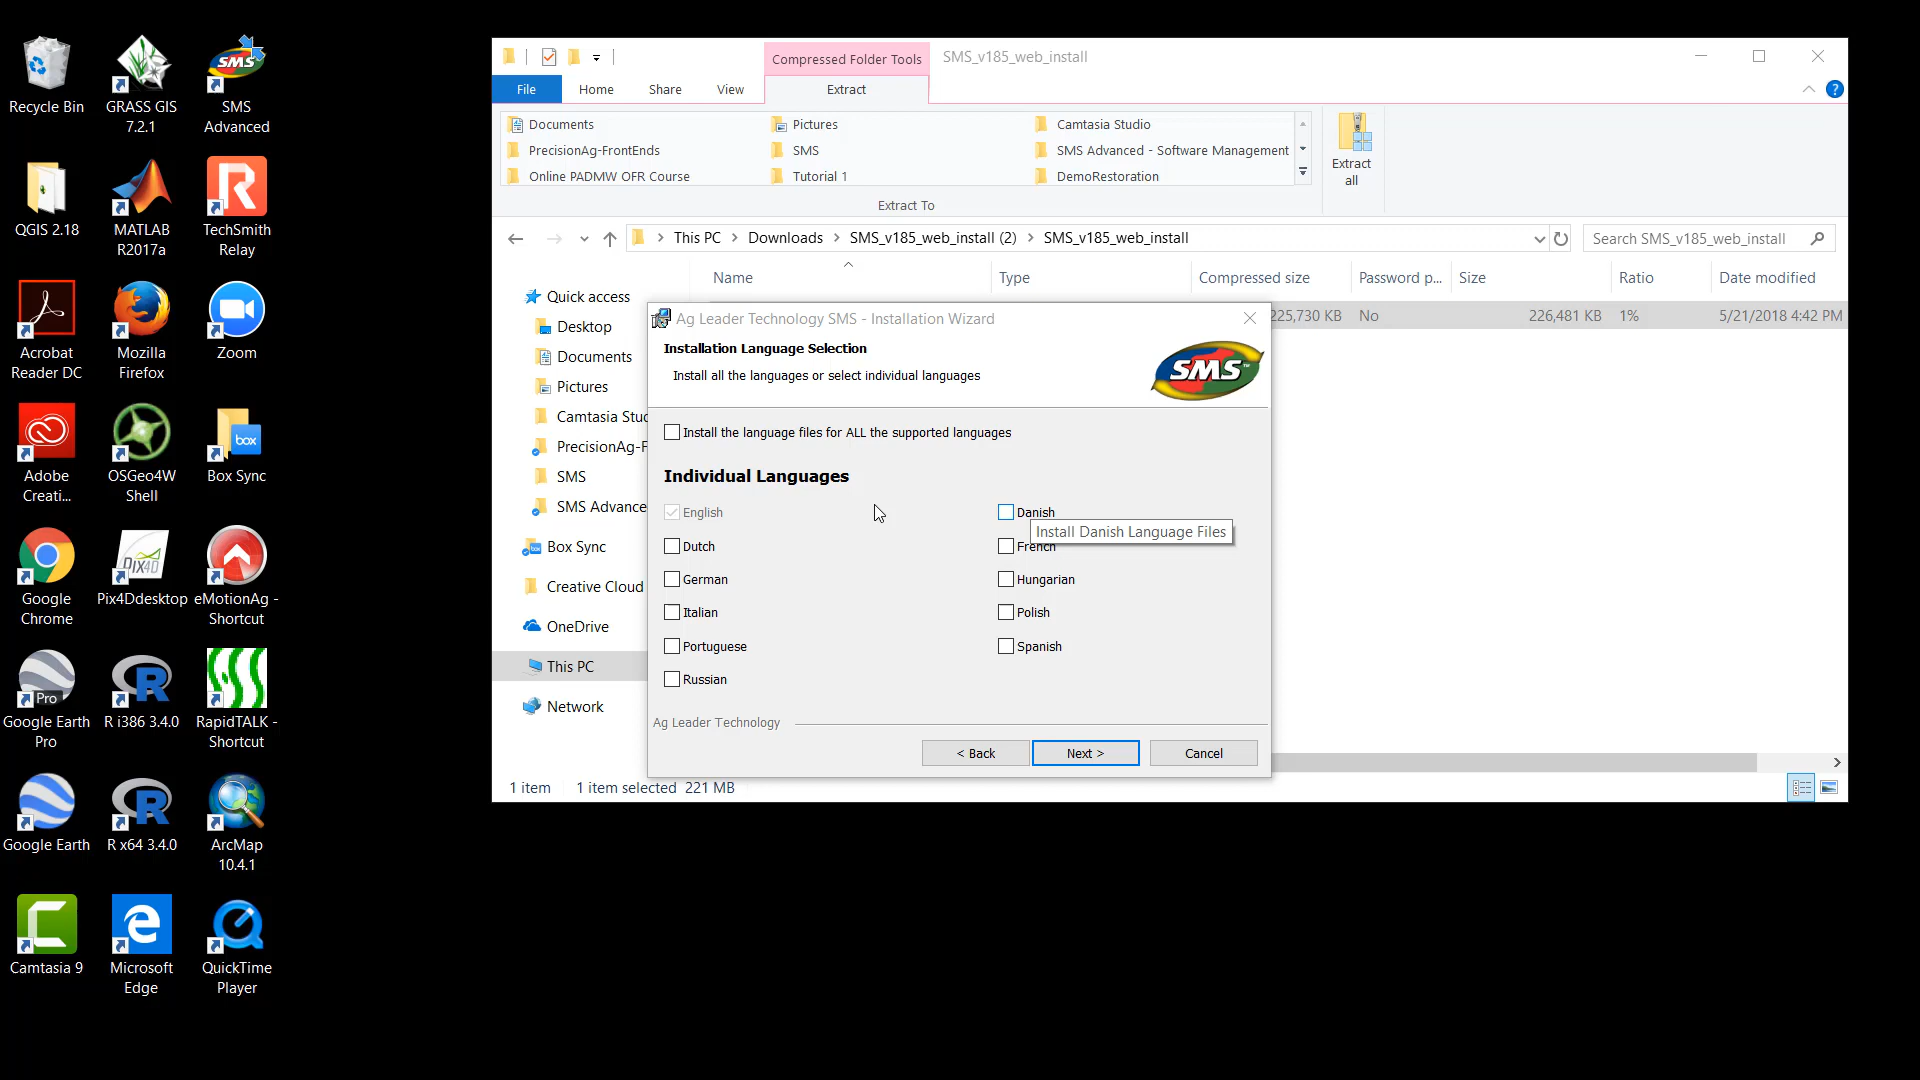 Recycle Bin
GRASS GIS
7.2.1
SMS
SMS
Advanced
QGIS 2.18
MATLAB
R2017a
TechSmith
Relay
Acrobat
Reader DC
Mozilla
Firefox
Zoom
Adobe
Creati...
OSGeo4W
Shell
box
Box Sync
Google
Chrome
PIX4D
Pix4Ddesktop
eMotionAg -
Shortcut
Pro
Google Earth
Pro
R i386 3.4.0
RapidTALK -
Shortcut
Google Earth
R x64 3.4.0
ArcMap
10.4.1
Camtasia 9
Microsoft
Edge
QuickTime
Player
Compressed Folder Tools
SMS_v185_web_install
File
Home
Share
View
Extract
?
Documents
Pictures
Camtasia Studio
PrecisionAg-FrontEnds
SMS
SMS Advanced - Software Management
Online PADMW OFR Course
Tutorial 1
DemoRestoration
Extract
all
Extract To
This PC > Downloads > SMS_v185_web_install (2) > SMS_v185_web_install
Search SMS_v185_web_install
Name
Type
Compressed size
Password p...
Size
Ratio
Date modified
225,730 KB
No
226,481 KB
1%
5/21/2018 4:42 PM
Quick access
Desktop
Documents
Pictures
Camtasia Stud
PrecisionAg-F
SMS
SMS Advance
Box Sync
Creative Cloud
OneDrive
This PC
Network
1 item
1 item selected 221 MB
Ag Leader Technology SMS - Installation Wizard
Installation Language Selection
Install all the languages or select individual languages
SMS™
Install the language files for ALL the supported languages
Individual Languages
English
Danish
Install Danish Language Files
Dutch
French
German
Hungarian
Italian
Polish
Portuguese
Spanish
Russian
Ag Leader Technology
< Back
Next >
Cancel